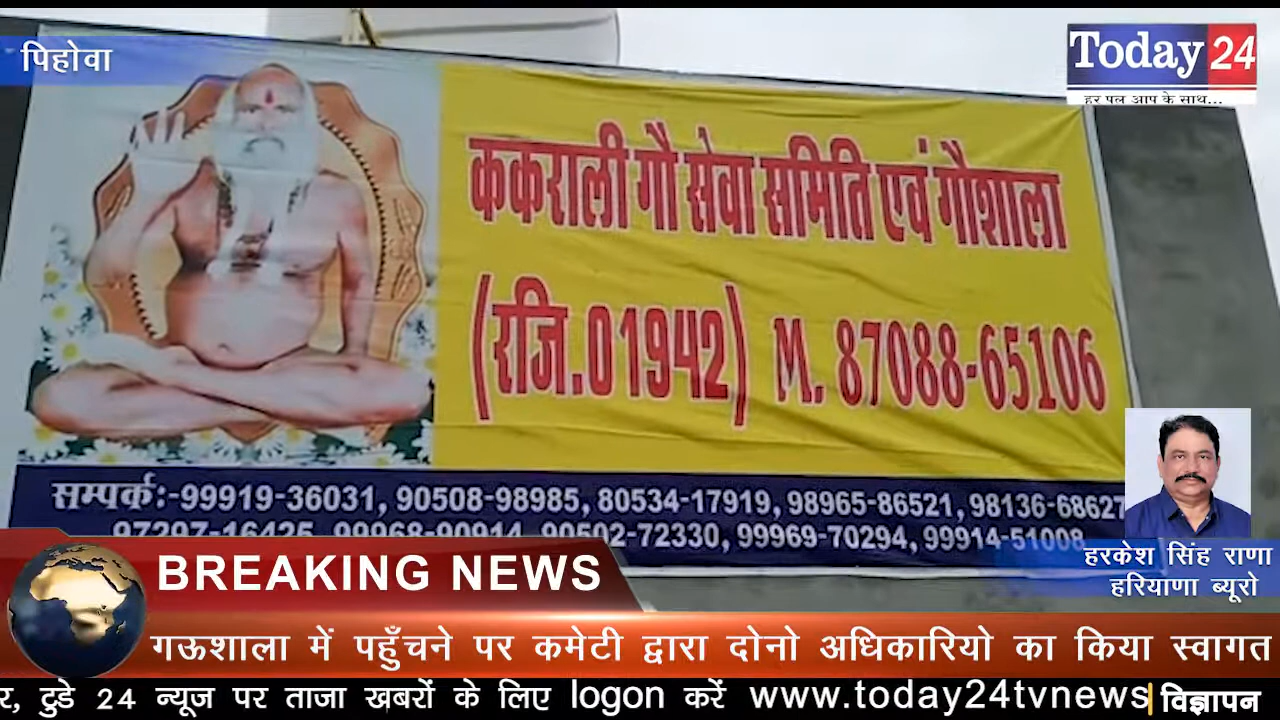 पिहोवा
Today 24
हर पल आप के साथ...
ककराली गौ सेवा समिति एवं गौशाला
(रजि.01942) M. 87088-65106
सम्पर्क:-99919-36031, 90508-98985, 80534-17919, 98965-86521, 98136-68627
97297-16425, 99968-90914, 90502-72330, 99969-70294, 99914-51008
हरकेश सिंह राणा
हरियाणा ब्यूरो
BREAKING NEWS
गऊशाला में पहुँचने पर कमेटी द्वारा दोनो अधिकारियो का किया स्वागत
र, टुडे 24 न्यूज पर ताजा खबरों के लिए logon करें www.today24tvnews
विज्ञापन